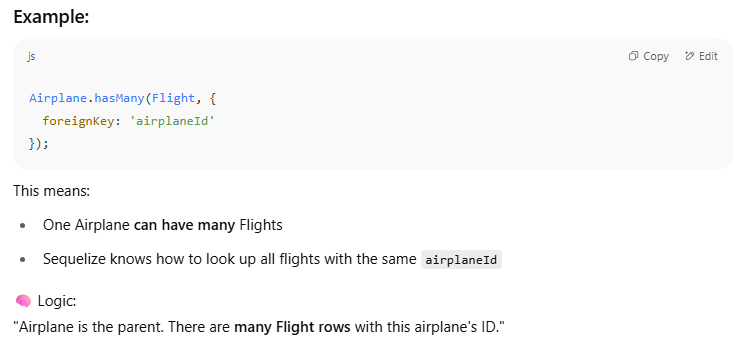 Example:
js
Copy Edit
Airplane.hasMany(Flight, {
  foreignKey: 'airplaneId'
});
This means:
• One Airplane can have many Flights
• Sequelize knows how to look up all flights with the same airplaneId
🧠 Logic:
"Airplane is the parent. There are many Flight rows with this airplane's ID."